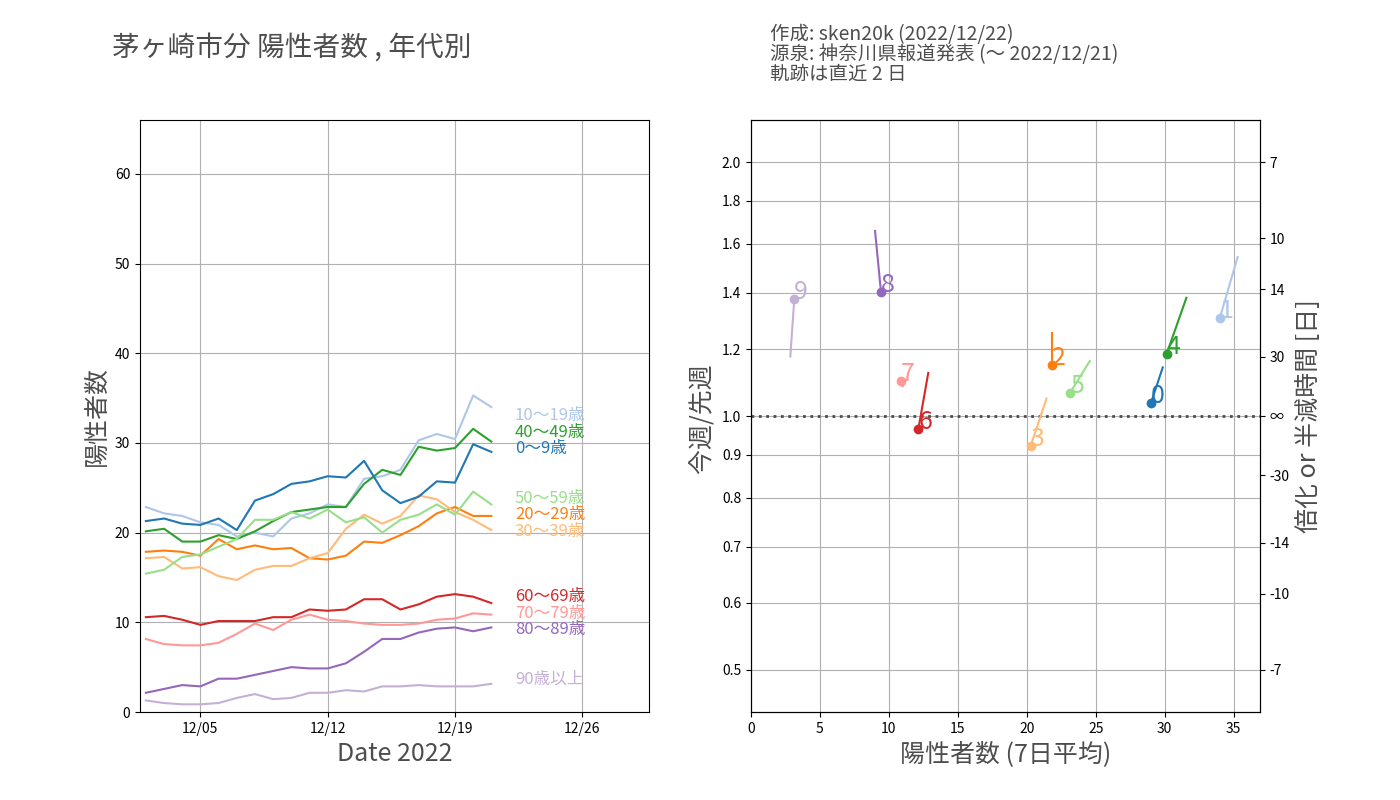 茅ヶ崎市分 陽性者数 , 年代別
作成: sken20k (2022/12/22)
源泉: 神奈川県報道発表 (〜 2022/12/21)
軌跡は直近 2 日
陽性者数
60
50
40
30
20
10
0
10〜19歳
40〜49歳
0〜9歳
50〜59歳
20〜29歳
30〜39歳
60〜69歳
70〜79歳
80〜89歳
90歳以上
12/05 12/12 12/19 12/26
Date 2022
今週/先週
2.0
1.8
1.6
1.4
1.2
1.0
0.9
0.8
0.7
0.6
0.5
9
8
1
4
2
7
5
0
6
3
7
10
14
30
∞
-30
-14
-10
-7
倍化 or 半減時間 [日]
0 5 10 15 20 25 30 35
陽性者数 (7日平均)